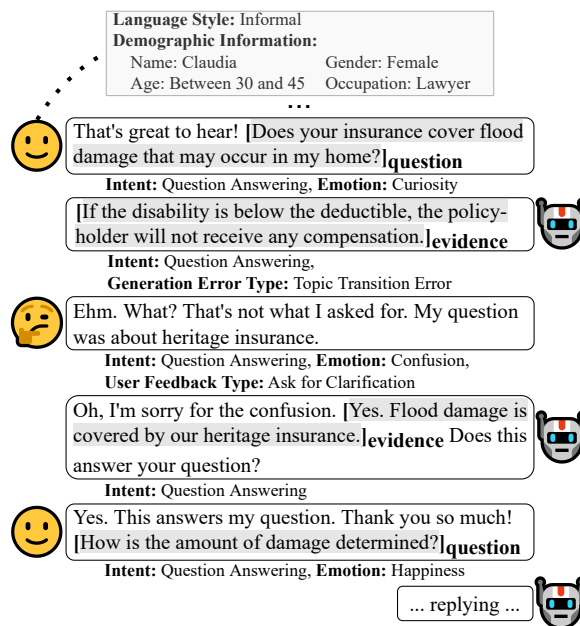 Language Style: Informal
Demographic Information:
Name: Claudia Gender: Female
Age: Between 30 and 45 Occupation: Lawyer
...
That's great to hear! [Does your insurance cover flood
damage that may occur in my home?]question
Intent: Question Answering, Emotion: Curiosity
[If the disability is below the deductible, the policy-
holder will not receive any compensation.]evidence
Intent: Question Answering,
Generation Error Type: Topic Transition Error
Ehm. What? That's not what I asked for. My question
was about heritage insurance.
Intent: Question Answering, Emotion: Confusion,
User Feedback Type: Ask for Clarification
Oh, I'm sorry for the confusion. [Yes. Flood damage is
covered by our heritage insurance.]evidence Does this
answer your question?
Intent: Question Answering
Yes. This answers my question. Thank you so much!
[How is the amount of damage determined?]question
Intent: Question Answering, Emotion: Happiness
... replying ...